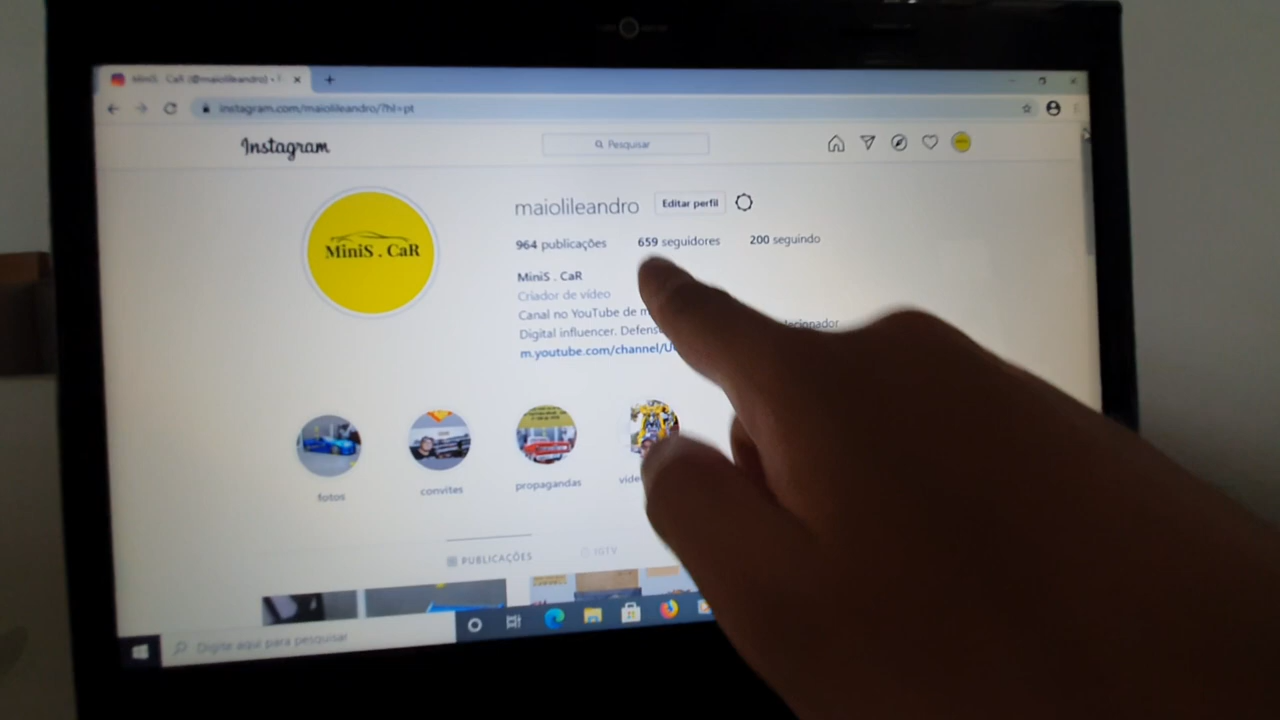 MiniS. CaR (@maiolileandro) •
instagram.com/maiolileandro/?hl=pt
Instagram
Pesquisar
maiolileandro
Editar perfil
964 publicações 659 seguidores 200 seguindo
MiniS . CaR
MiniS . CaR
Criador de vídeo
Canal no YouTube de
Digital influencer.
m.youtube.com/channel/
fotos
convites
propagandas
PUBLICAÇÕES
IGTV
Digite aqui para pesquisar